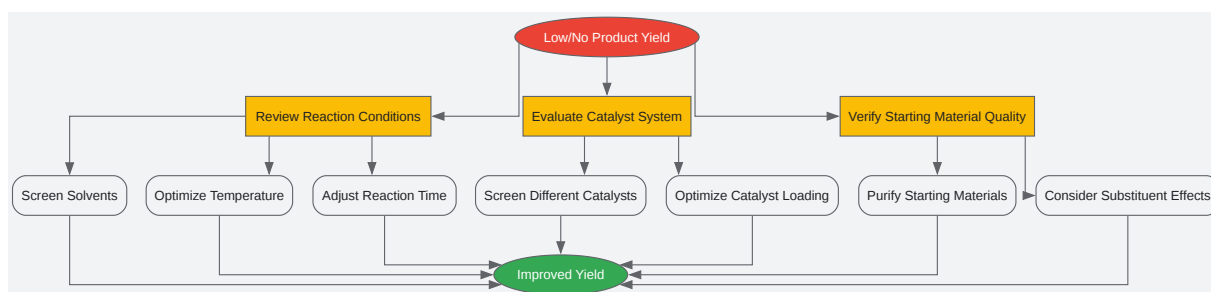 Low/No Product Yield
Review Reaction Conditions
Evaluate Catalyst System
Verify Starting Material Quality
Screen Solvents
Optimize Temperature
Adjust Reaction Time
Screen Different Catalysts
Optimize Catalyst Loading
Purify Starting Materials
Consider Substituent Effects
Improved Yield